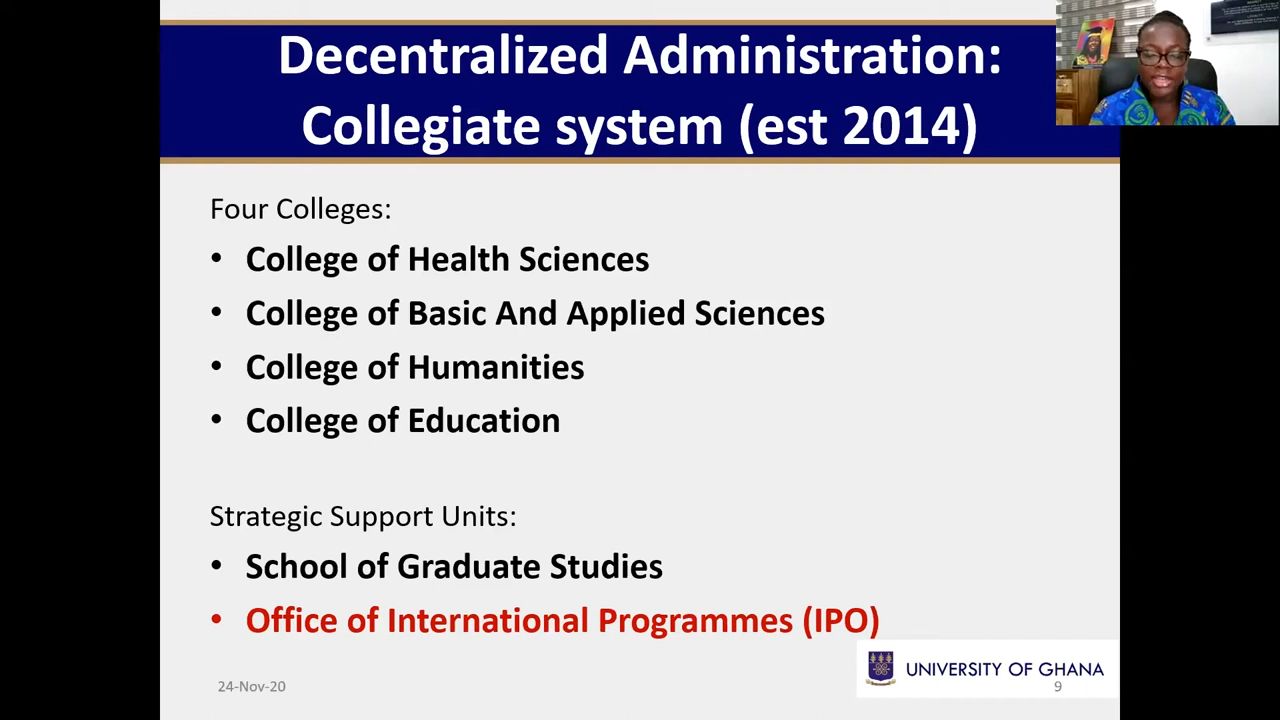 Decentralized Administration:
Collegiate system (est 2014)
Four Colleges:
• College of Health Sciences
• College of Basic And Applied Sciences
• College of Humanities
• College of Education
Strategic Support Units:
• School of Graduate Studies
• Office of International Programmes (IPO)
UNIVERSITY OF GHANA
24-Nov-20
9